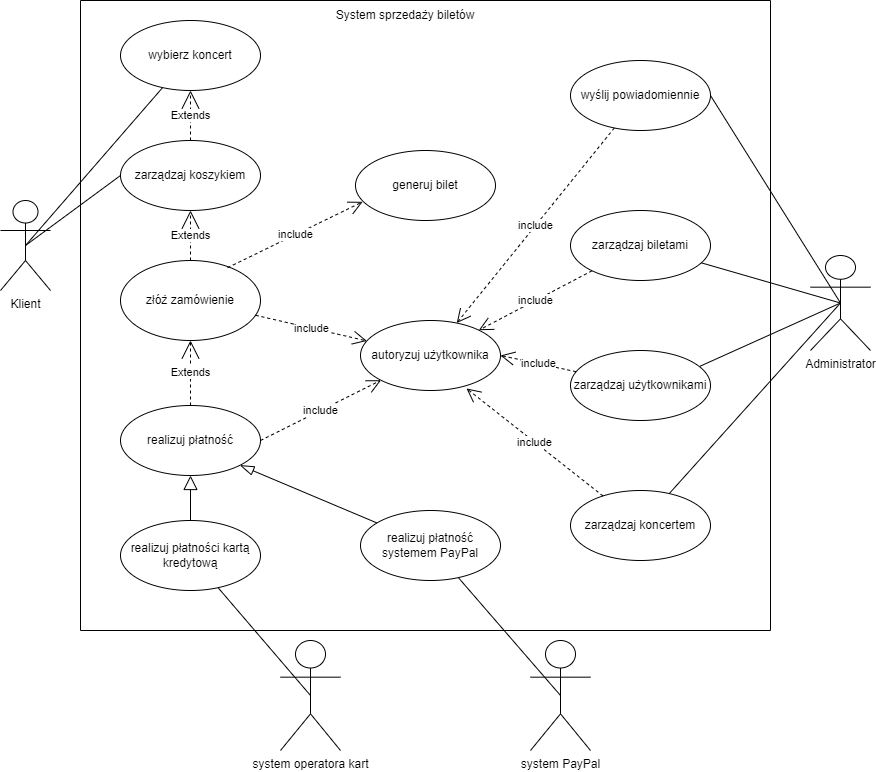 System sprzedaży biletów
wybierz koncert
wyślij powiadomiennie
Extends
zarządzaj koszykiem
generuj bilet
include
include
Extends
zarządzaj biletami
Klient
złóż zamówienie
include
include
autoryzuj użytkownika
Administrator
Extends
include
zarządzaj użytkownikami
include
realizuj płatność
include
zarządzaj koncertem
realizuj płatności kartą
kredytową
realizuj płatność
systemem PayPal
system operatora kart
system PayPal